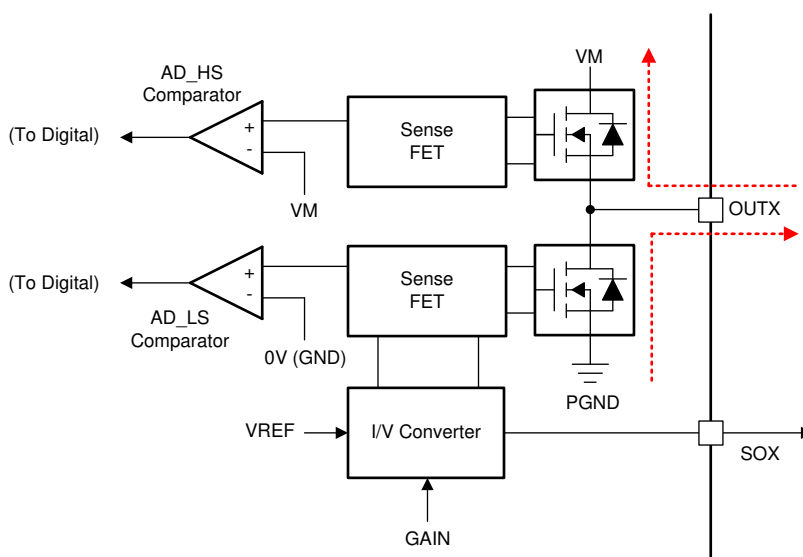 AD_HS
Comparator
(To Digital)
+
-
VM
Sense
FET
VM
OUTX
(To Digital)
+
-
AD_LS
Comparator
0V (GND)
Sense
FET
PGND
VREF
I/V Converter
SOX
GAIN